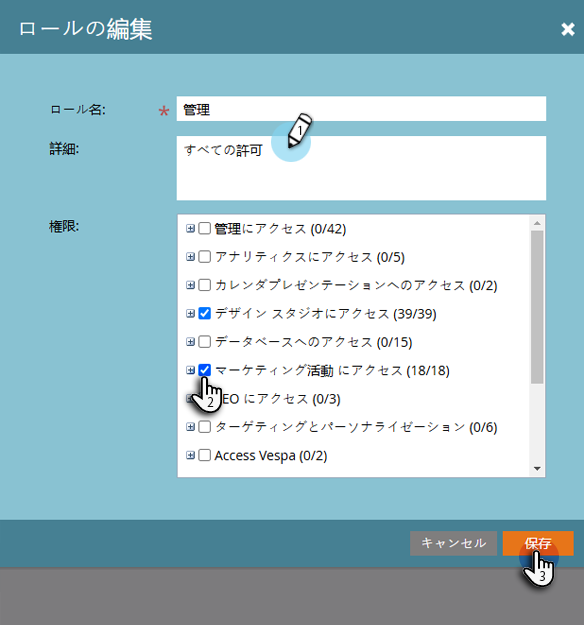 ロールの編集
ロール名: * 管理
1
詳細: すべての許可
権限: 管理にアクセス (0/42)
アナリティクスにアクセス (0/5)
カレンダプレゼンテーションへのアクセス (0/2)
デザイン スタジオにアクセス (39/39)
データベースへのアクセス (0/15)
マーケティング活動 にアクセス (18/18)
2
EO にアクセス (0/3)
ターゲティングとパーソナライゼーション (0/6)
Access Vespa (0/2)
キャンセル 保存
3